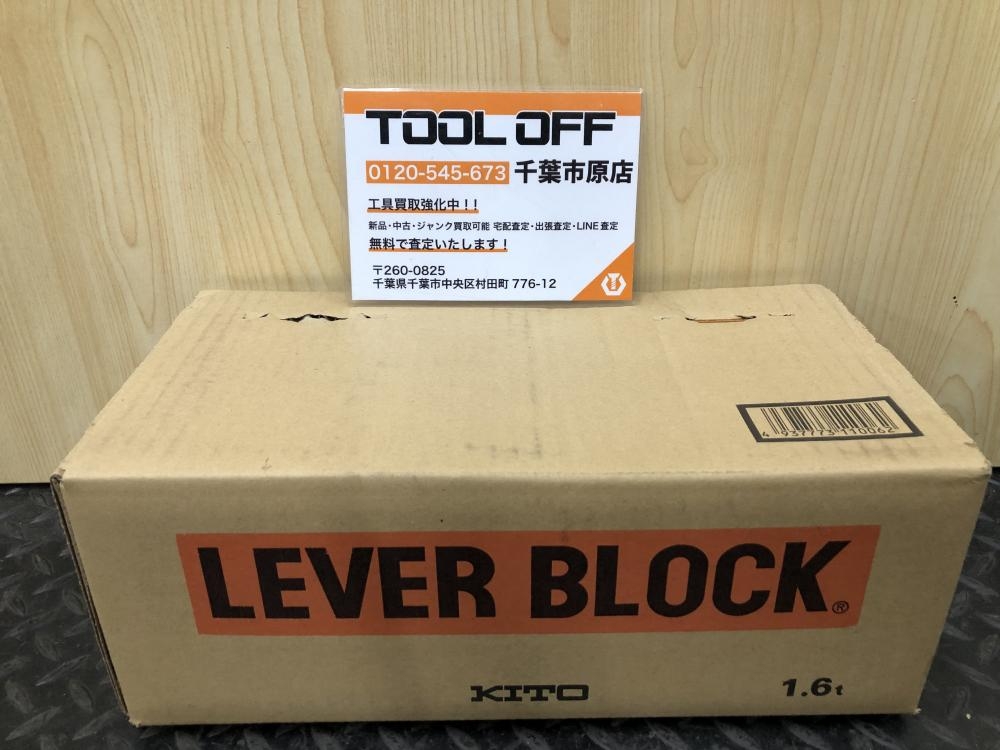 TOOL OFF
0120-545-673 千葉市原店
工具買取強化中!!
新品・中古・ジャンク買取可能 宅配査定・出張査定・LINE査定
無料で査定いたします!
〒260-0825
千葉県千葉市中央区村田町 776-12
4 937773 110062
LEVER BLOCK®
KITO
1.6t